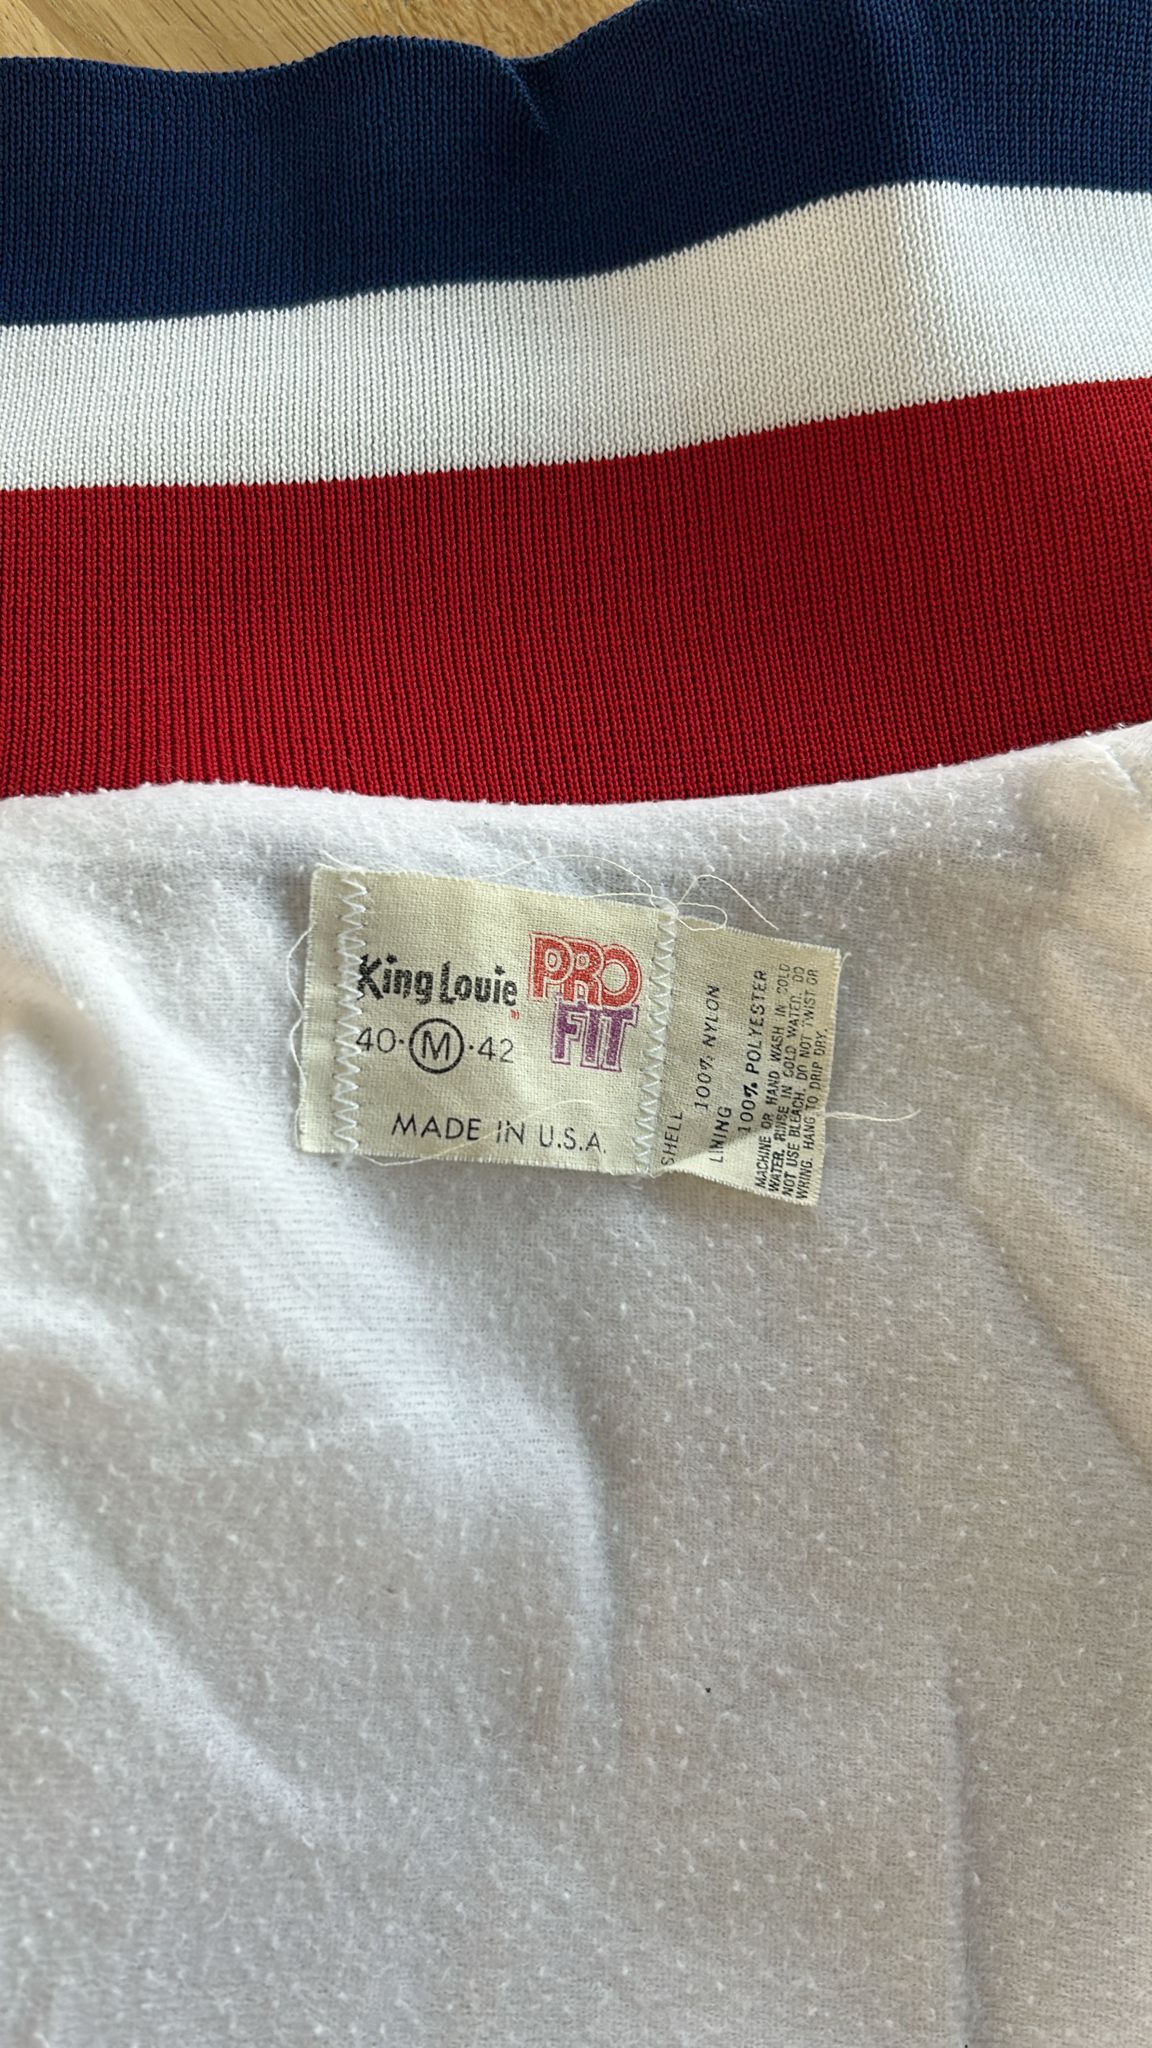 King Louie
PRO
FIT
40·M·42
MADE IN U.S.A.
SHELL
100% NYLON
LINING
100% POLYESTER
MACHINE OR HAND WASH IN COLD
WATER. RINSE IN COLD WATER. DO
NOT USE BLEACH. DO NOT TWIST OR
WRING. HANG TO DRIP DRY.